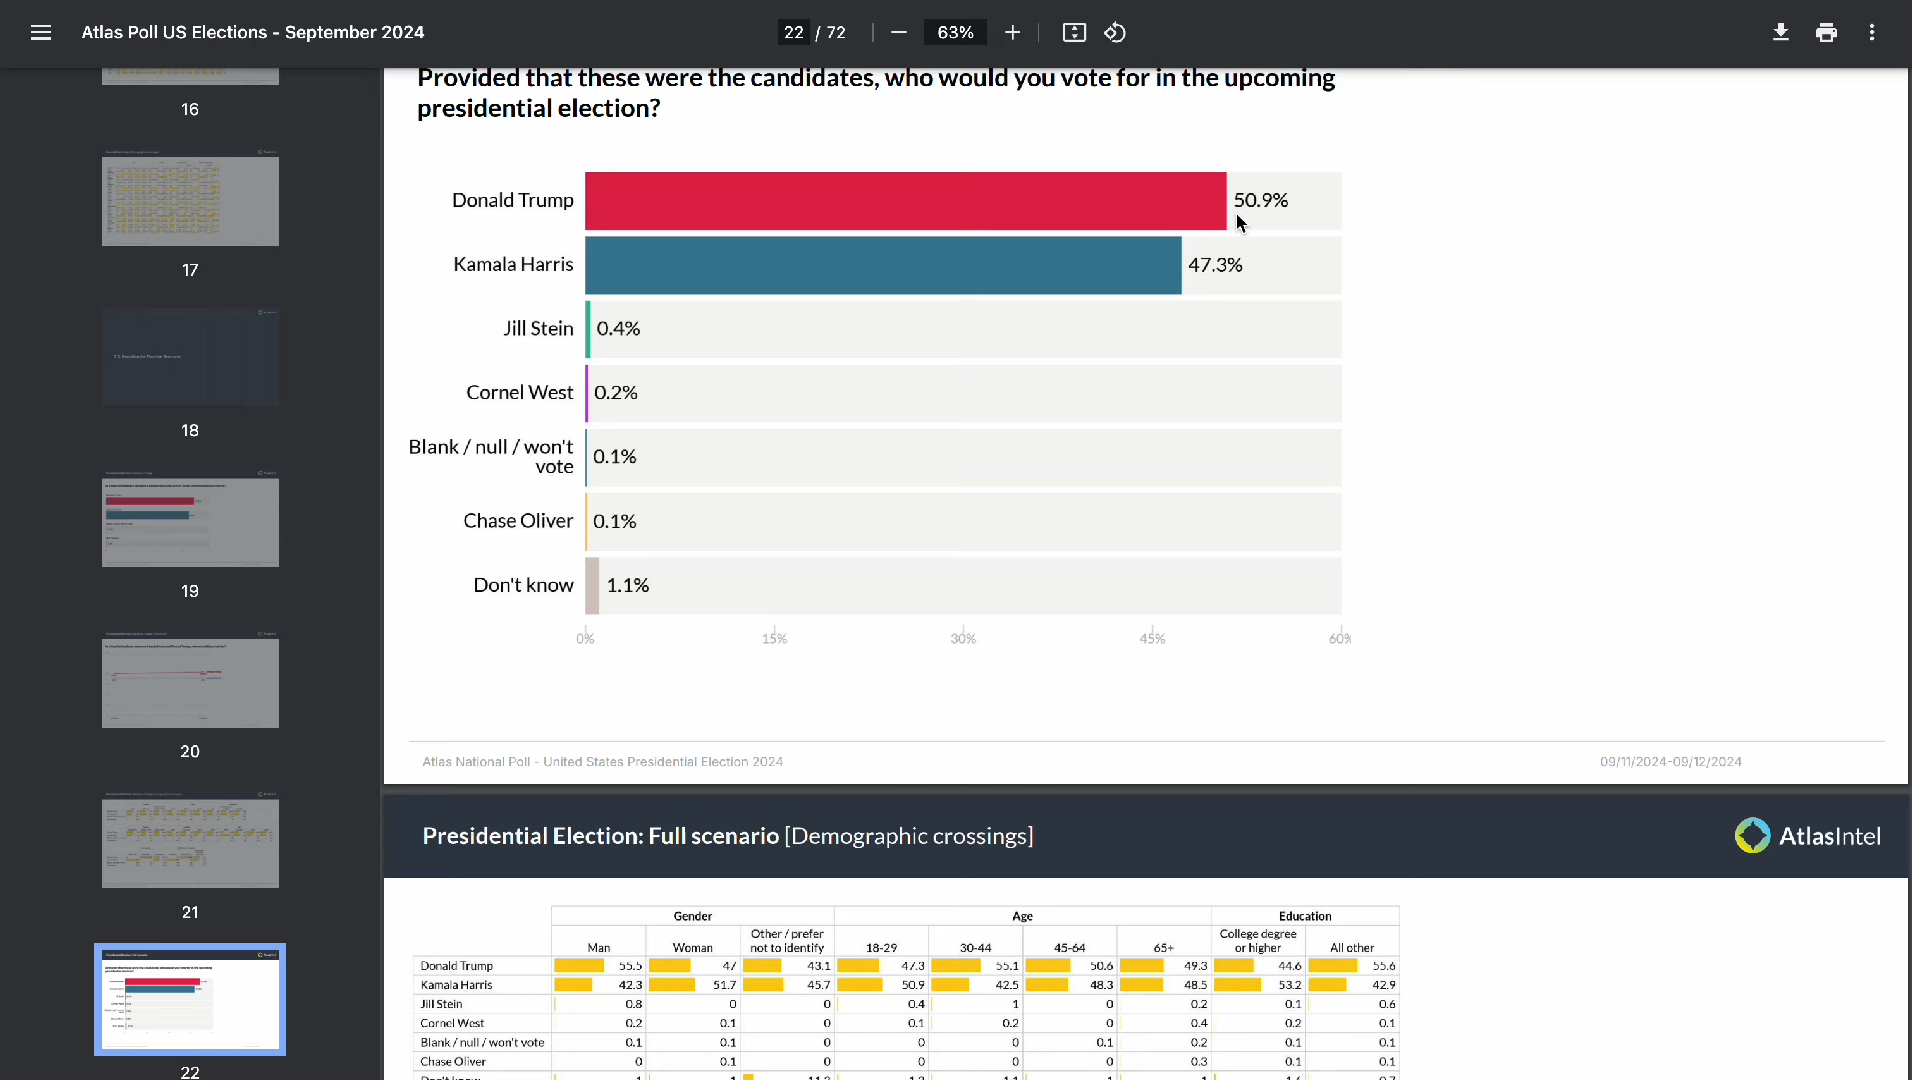 Atlas Poll US Elections - September 2024
22 / 72
63%
16
17
18
19
20
21
22
Provided that these were the candidates, who would you vote for in the upcoming
presidential election?
Donald Trump 50.9%
Kamala Harris 47.3%
Jill Stein 0.4%
Cornel West 0.2%
Blank / null / won't
vote 0.1%
Chase Oliver 0.1%
Don't know 1.1%
0% 15% 30% 45% 60%
Atlas National Poll - United States Presidential Election 2024 09/11/2024-09/12/2024
Presidential Election: Full scenario [Demographic crossings] AtlasIntel
Gender Age Education
Other / prefer College degree
Man Woman not to identify 18-29 30-44 45-64 65+ or higher All other
Donald Trump 55.5 47 43.1 47.3 55.1 50.6 49.3 44.6 55.6
Kamala Harris 42.3 51.7 45.7 50.9 42.5 48.3 48.5 53.2 42.9
Jill Stein 0.8 0 0 0.4 1 0 0.2 0.1 0.6
Cornel West 0.2 0.1 0 0.1 0.2 0 0.4 0.2 0.1
Blank / null / won't vote 0.1 0.1 0 0 0 0.1 0.2 0.1 0.1
Chase Oliver 0 0.1 0 0 0 0 0.3 0.1 0.1